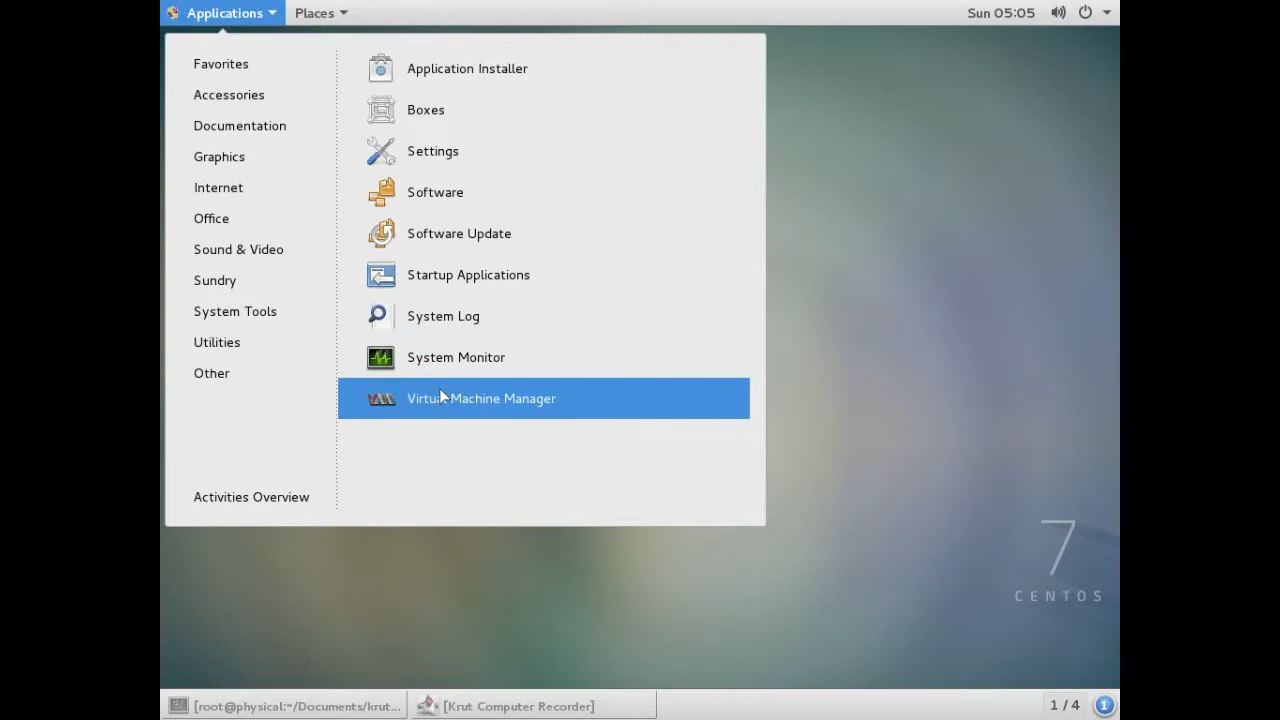 Applications Places Sun 05:05
Favorites
Accessories
Documentation
Graphics
Internet
Office
Sound & Video
Sundry
System Tools
Utilities
Other
Activities Overview
Application Installer
Boxes
Settings
Software
Software Update
Startup Applications
System Log
System Monitor
Virtual Machine Manager
7
CENTOS
[root@physical:~/Documents/krut... [Krut Computer Recorder] 1 / 4 1